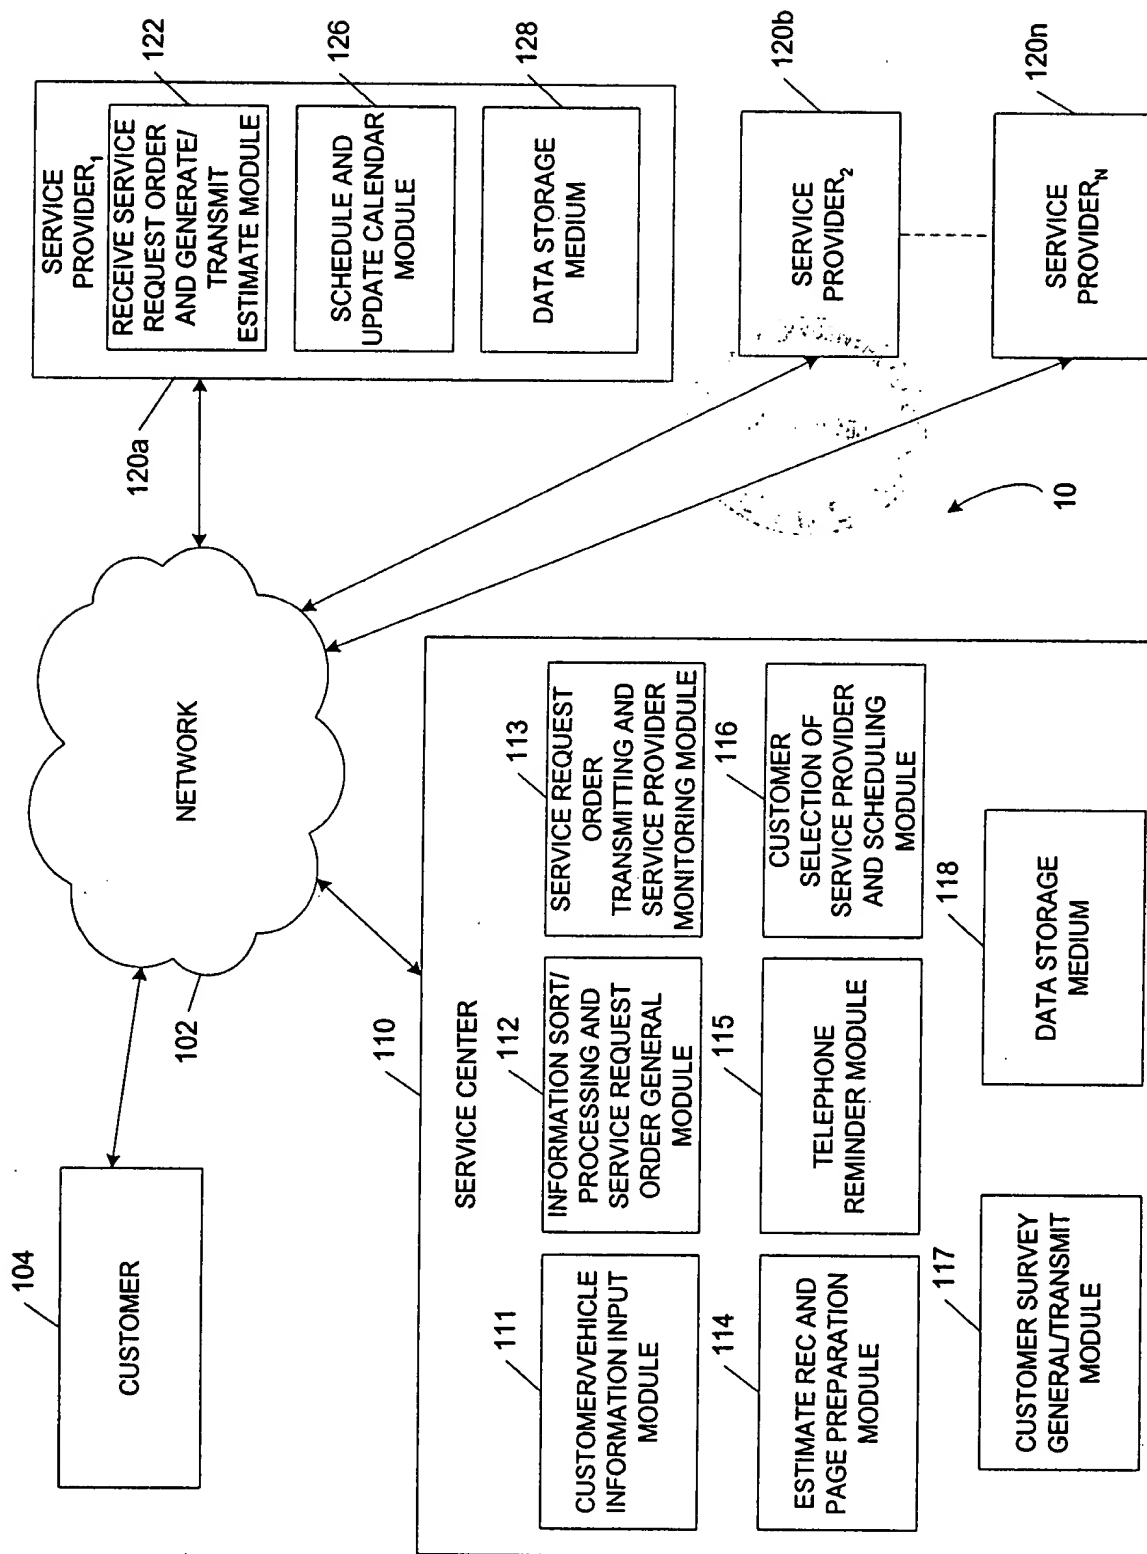 104
CUSTOMER
102
NETWORK
120a
SERVICE
PROVIDER1
122
RECEIVE SERVICE
REQUEST ORDER
AND GENERATE/
TRANSMIT
ESTIMATE MODULE
126
SCHEDULE AND
UPDATE CALENDAR
MODULE
128
DATA STORAGE
MEDIUM
110
SERVICE CENTER
111
CUSTOMER/VEHICLE
INFORMATION INPUT
MODULE
112
INFORMATION SORT/
PROCESSING AND
SERVICE REQUEST
ORDER GENERAL
MODULE
113
SERVICE REQUEST
ORDER
TRANSMITTING AND
SERVICE PROVIDER
MONITORING MODULE
114
ESTIMATE REC AND
PAGE PREPARATION
MODULE
115
TELEPHONE
REMINDER MODULE
116
CUSTOMER
SELECTION OF
SERVICE PROVIDER
AND SCHEDULING
MODULE
117
CUSTOMER SURVEY
GENERAL/TRANSMIT
MODULE
118
DATA STORAGE
MEDIUM
120b
SERVICE
PROVIDER2
120n
SERVICE
PROVIDERN
10